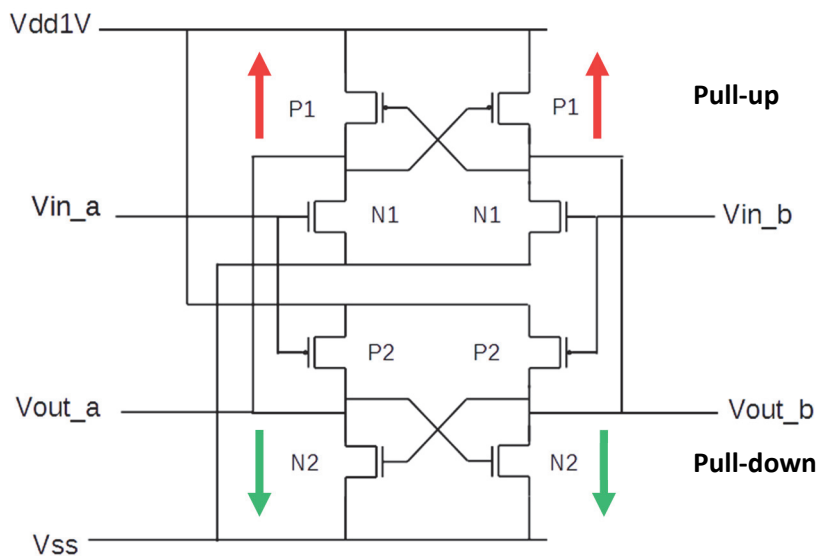 Vdd1V
P1
P1
Pull-up
Vin_a
N1
N1
Vin_b
P2
P2
Vout_a
Vout_b
N2
N2
Pull-down
Vss